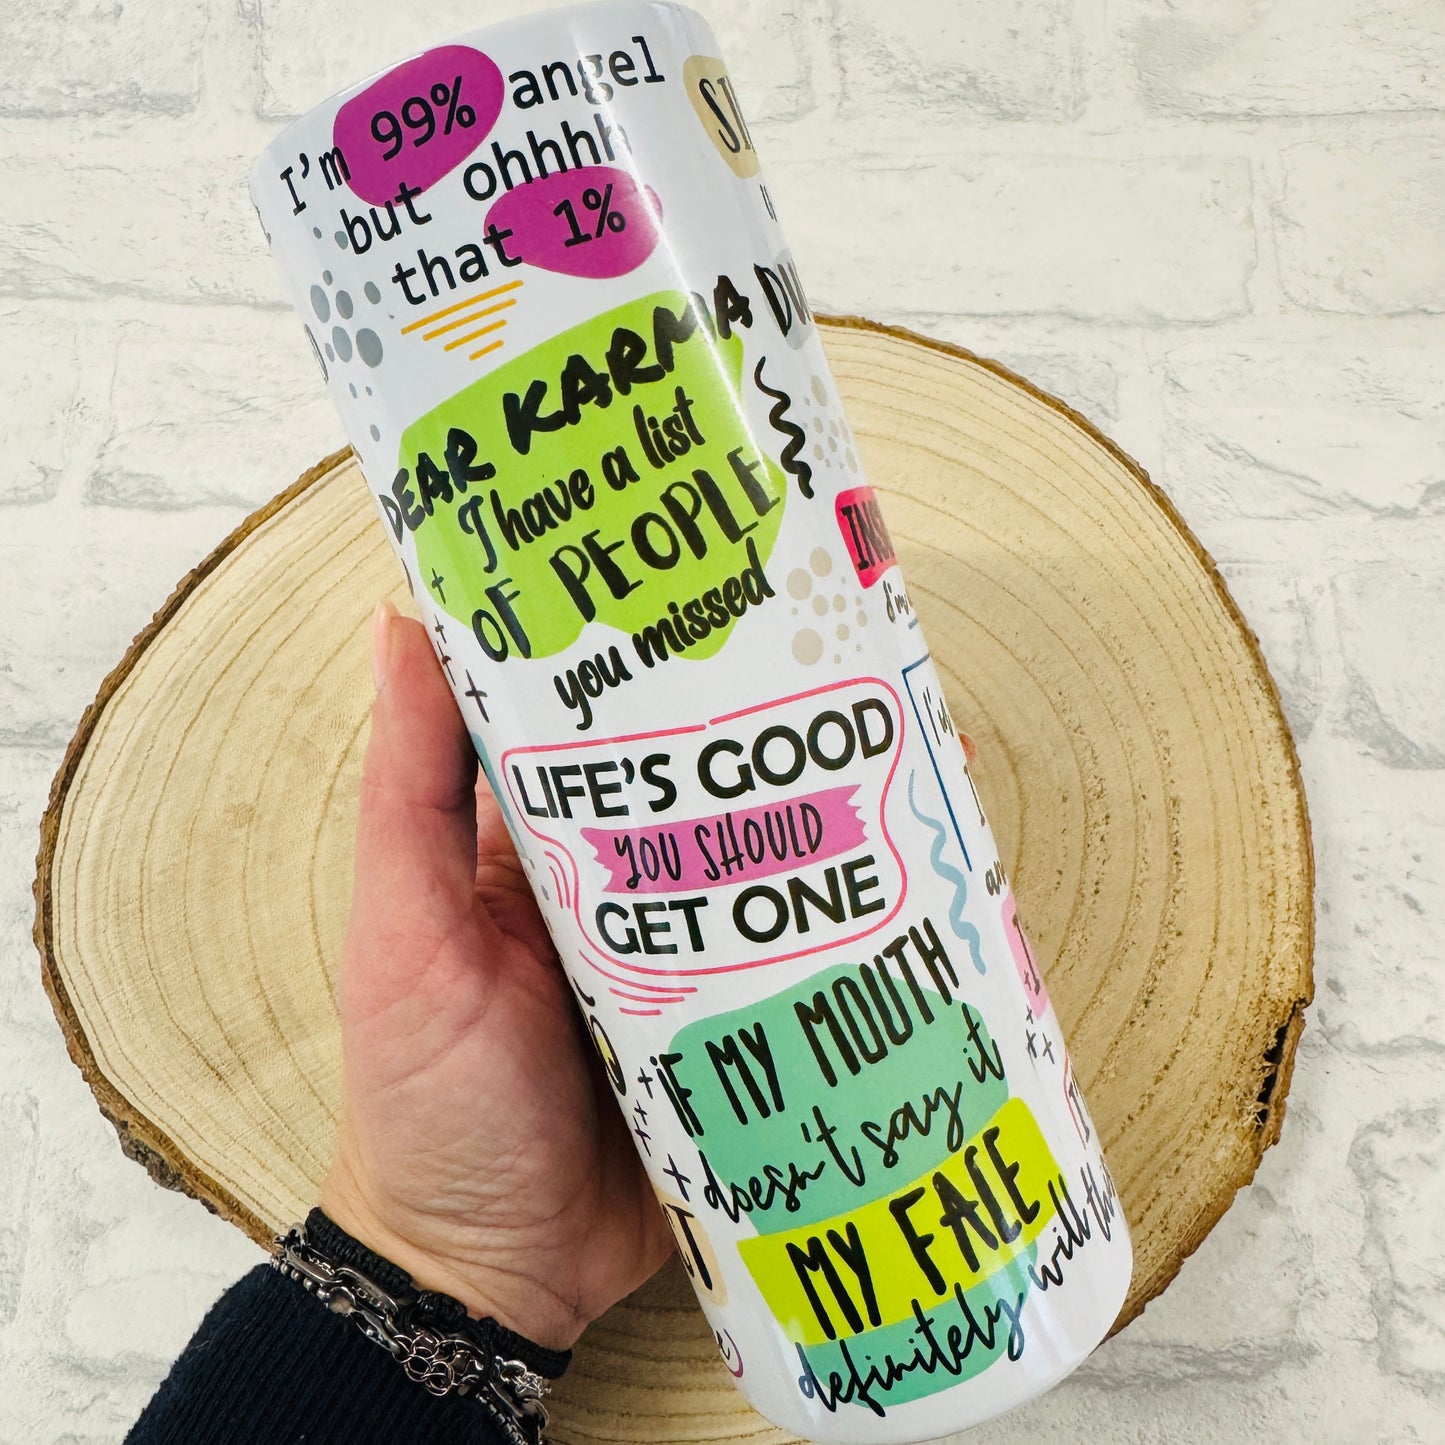 I'm 99% angel
but ohhhh
that 1%
DEAR KARMA
I have a list
OF PEOPLE
you missed
LIFE'S GOOD
YOU SHOULD
GET ONE
iF MY MOUTH
doesn't say it
MY FACE
definitely will